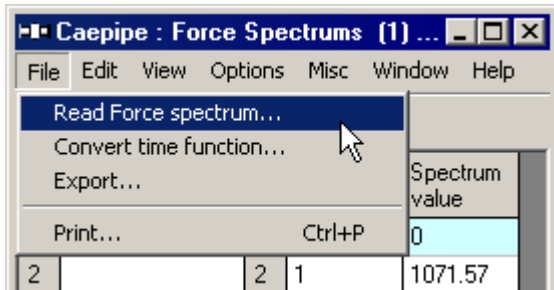 Caepipe : Force Spectrums (1) ...
File Edit View Options Misc Window Help
Read Force spectrum...
Convert time function...
Export...
Print... Ctrl+P
Spectrum
value
0
2 2 1 1071.57